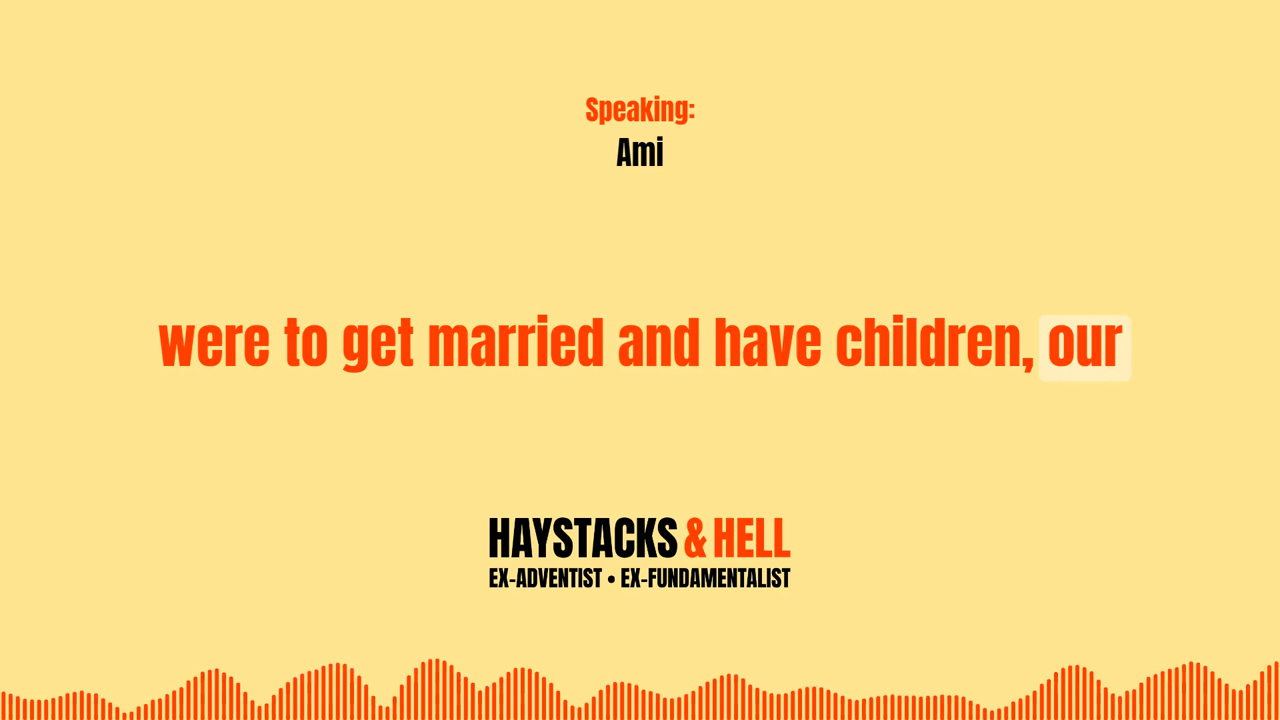 Speaking:
Ami
were to get married and have children, our
HAYSTACKS & HELL
EX-ADVENTIST • EX-FUNDAMENTALIST